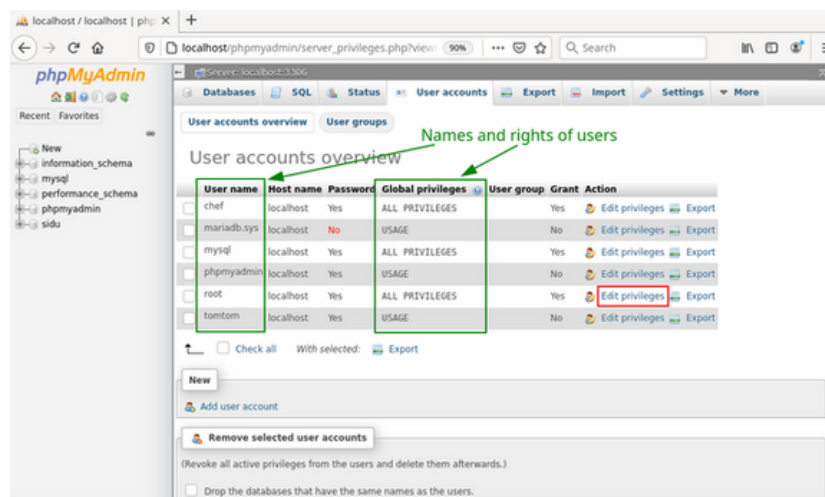 localhost / localhost | php
localhost/phpmyadmin/server_privileges.php?view 90% Search
phpMyAdmin
Recent Favorites
New
information_schema
mysql
performance_schema
phpmyadmin
sidu
Server: localhost:3306
Databases SQL Status User accounts Export Import Settings More
User accounts overview User groups
Names and rights of users
User accounts overview
User name Host name Password Global privileges User group Grant Action
chef localhost Yes ALL PRIVILEGES Yes Edit privileges Export
mariadb.sys localhost No USAGE No Edit privileges Export
mysql localhost Yes ALL PRIVILEGES Yes Edit privileges Export
phpmyadmin localhost Yes USAGE No Edit privileges Export
root localhost Yes ALL PRIVILEGES Yes Edit privileges Export
tomtom localhost Yes USAGE No Edit privileges Export
Check all With selected: Export
New
Add user account
Remove selected user accounts
(Revoke all active privileges from the users and delete them afterwards.)
Drop the databases that have the same names as the users.